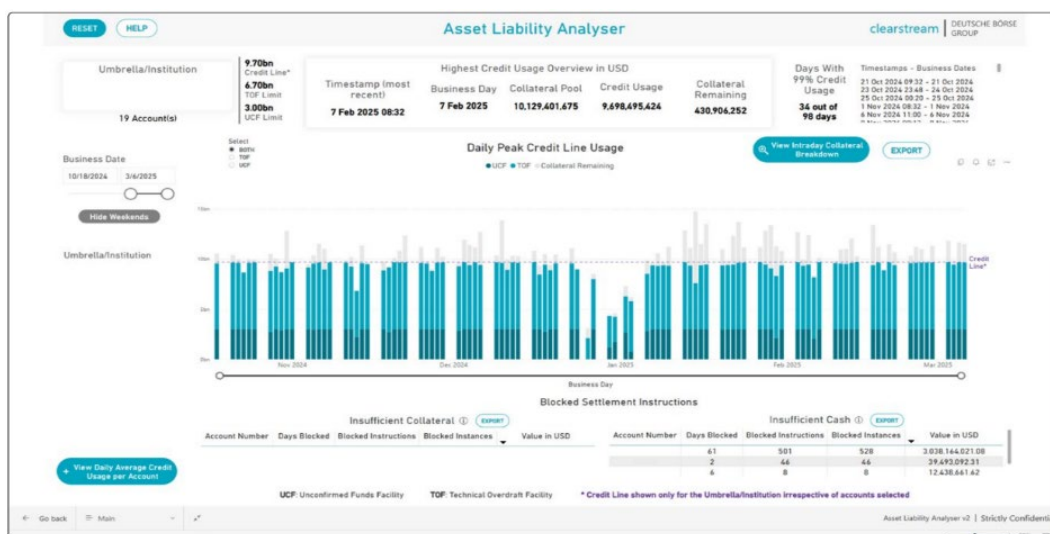 RESET
HELP
Asset Liability Analyser
clearstream | DEUTSCHE BÖRSE GROUP
Umbrella/Institution
19 Account(s)
9.70bn
Credit Line*
6.70bn
TOF Limit
3.00bn
UCF Limit
Highest Credit Usage Overview in USD
Timestamp (most recent)
Business Day
Collateral Pool
Credit Usage
Collateral Remaining
7 Feb 2025 08:32
7 Feb 2025
10,129,401,675
9,698,495,424
430,906,252
Days With 99% Credit Usage
34 out of 98 days
Timestamps - Business Dates
21 Oct 2024 09:32 - 21 Oct 2024
23 Oct 2024 23:48 - 24 Oct 2024
25 Oct 2024 00:20 - 25 Oct 2024
1 Nov 2024 08:32 - 1 Nov 2024
6 Nov 2024 11:00 - 6 Nov 2024
Select
BOTH
TOF
UCF
Daily Peak Credit Line Usage
UCF TOF Collateral Remaining
View Intraday Collateral Breakdown
EXPORT
Business Date
10/18/2024
3/6/2025
Hide Weekends
Umbrella/Institution
Credit Line*
Nov 2024
Dec 2024
Jan 2025
Feb 2025
Mar 2025
Business Day
Blocked Settlement Instructions
Insufficient Collateral
EXPORT
Account Number Days Blocked Blocked Instructions Blocked Instances Value in USD
Insufficient Cash
EXPORT
Account Number Days Blocked Blocked Instructions Blocked Instances Value in USD
61 501 528 3,038,164,021.08
2 46 46 39,493,092.31
6 8 8 12,438,661.62
+ View Daily Average Credit Usage per Account
UCF: Unconfirmed Funds Facility
TOF: Technical Overdraft Facility
* Credit Line shown only for the Umbrella/Institution irrespective of accounts selected
Go back
Main
Asset Liability Analyser v2 | Strictly Confidenti